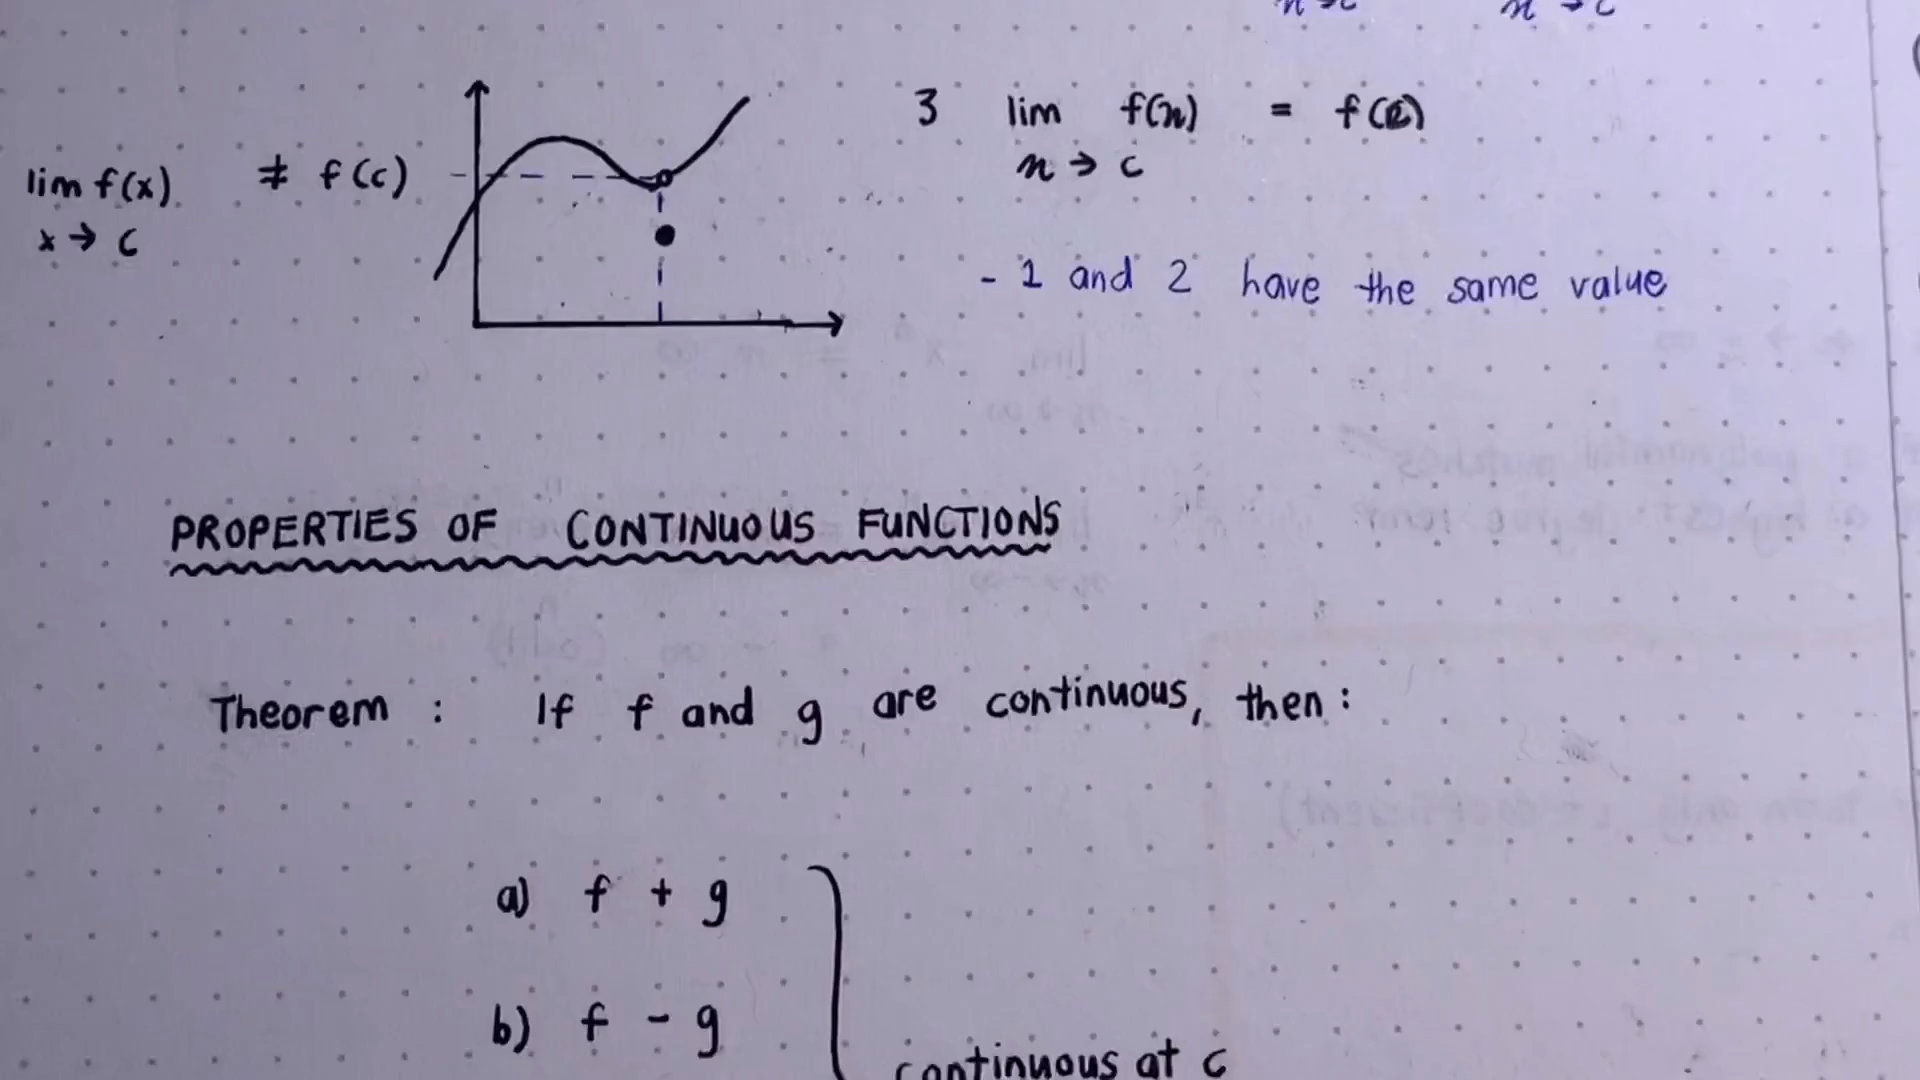 3 lim f(x) = f(c)
x → c
lim f(x) ≠ f(c)
x → c
- 1 and 2 have the same value
PROPERTIES OF CONTINUOUS FUNCTIONS
Theorem : If f and g are continuous, then :
a) f + g
b) f - g
continuous at c